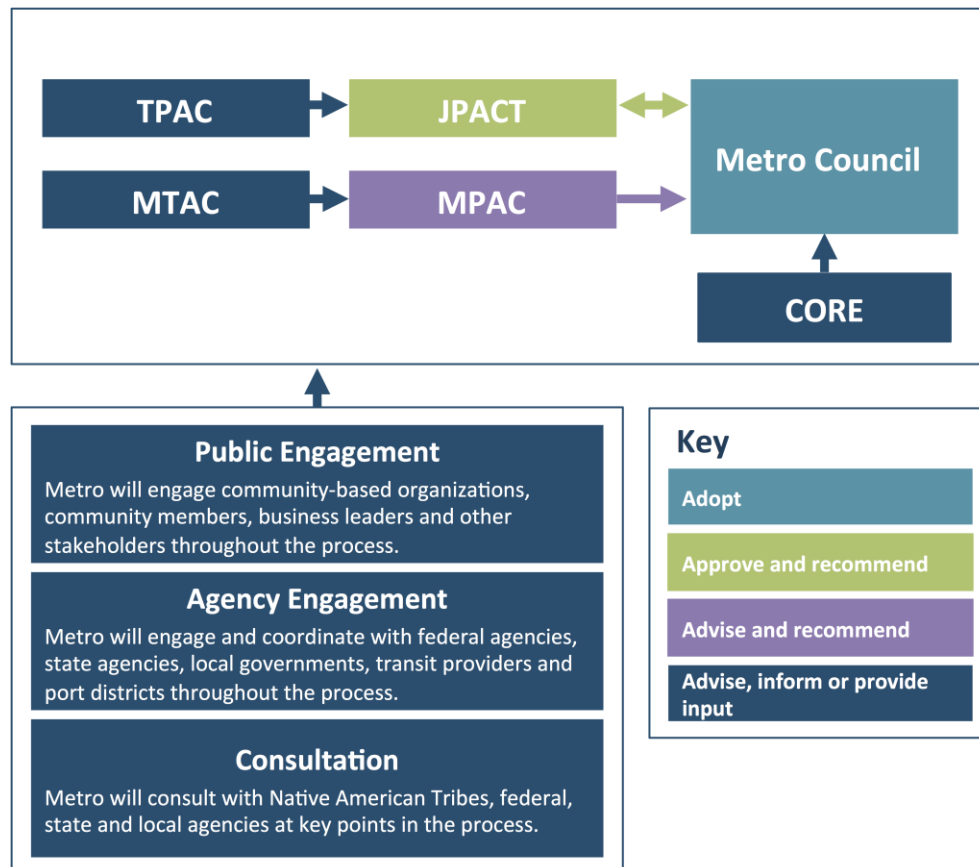 TPAC
JPACT
Metro Council
MTAC
MPAC
CORE
Public Engagement
Metro will engage community-based organizations,
community members, business leaders and other
stakeholders throughout the process.
Agency Engagement
Metro will engage and coordinate with federal agencies,
state agencies, local governments, transit providers and
port districts throughout the process.
Consultation
Metro will consult with Native American Tribes, federal,
state and local agencies at key points in the process.
Key
Adopt
Approve and recommend
Advise and recommend
Advise, inform or provide
input